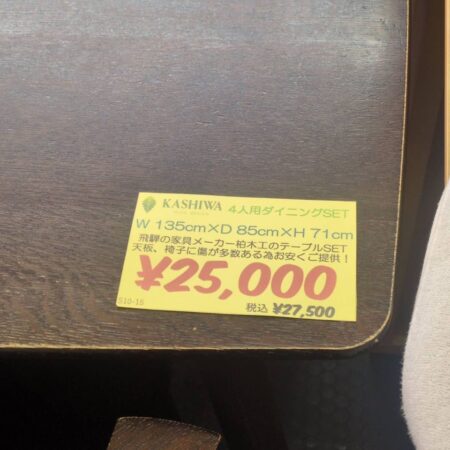 KASHIWA 4人用ダイニングSET
W 135cm×D 85cm×H 71cm
飛騨の家具メーカー柏木工のテーブルSET
天板、椅子に傷が多数ある為お安くご提供!
¥25,000
S10-15 税込 ¥27,500